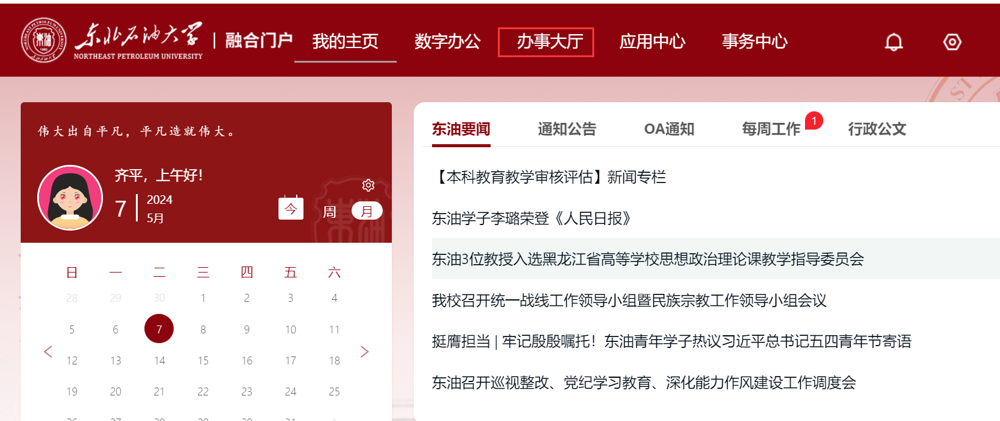 东北石油大学
NORTHEAST PETROLEUM UNIVERSITY
融合门户
我的主页 数字办公 办事大厅 应用中心 事务中心
伟大出自平凡，平凡造就伟大。
齐平，上午好！
7 2024
5月
今 周 月
日 一 二 三 四 五 六
28 29 30 1 2 3 4
5 6 7 8 9 10 11
12 13 14 15 16 17 18
19 20 21 22 23 24 25
26 27 28 29 30 31 1
东油要闻 通知公告 OA通知 每周工作 1 行政公文
【本科教育教学审核评估】新闻专栏
东油学子李璐荣登《人民日报》
东油3位教授入选黑龙江省高等学校思想政治理论课教学指导委员会
我校召开统一战线工作领导小组暨民族宗教工作领导小组会议
挺膺担当 | 牢记殷殷嘱托！东油青年学子热议习近平总书记五四青年节寄语
东油召开巡视整改、党纪学习教育、深化能力作风建设工作调度会